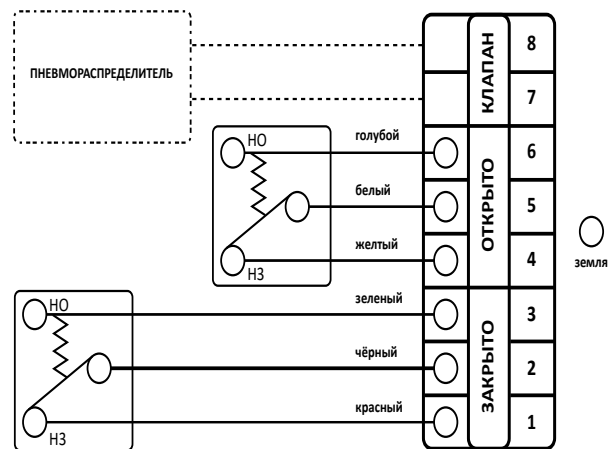 ПНЕВМОРАСПРЕДЕЛИТЕЛЬ
КЛАПАН
8
7
НО
голубой
6
белый
ОТКРЫТО
5
желтый
4
НЗ
земля
НО
зеленый
3
чёрный
ЗАКРЫТО
2
красный
1
НЗ